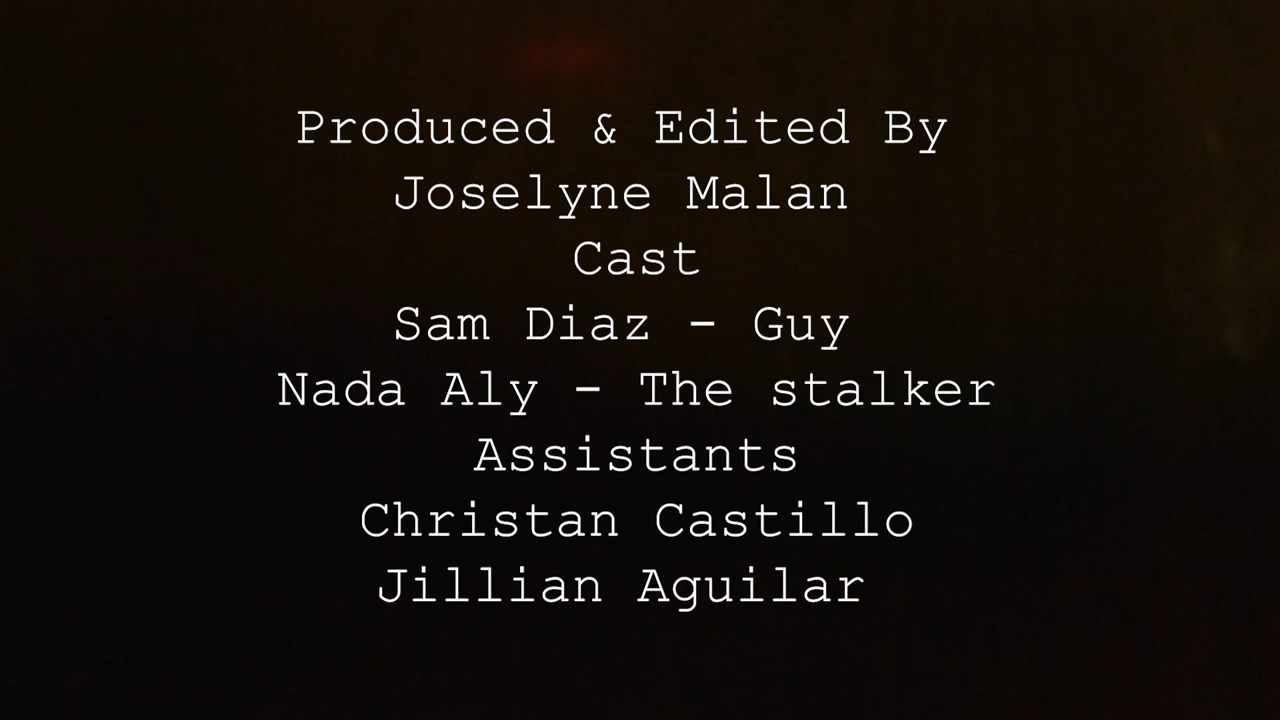 Produced & Edited By
Joselyne Malan
Cast
Sam Diaz - Guy
Nada Aly - The stalker
Assistants
Christan Castillo
Jillian Aguilar